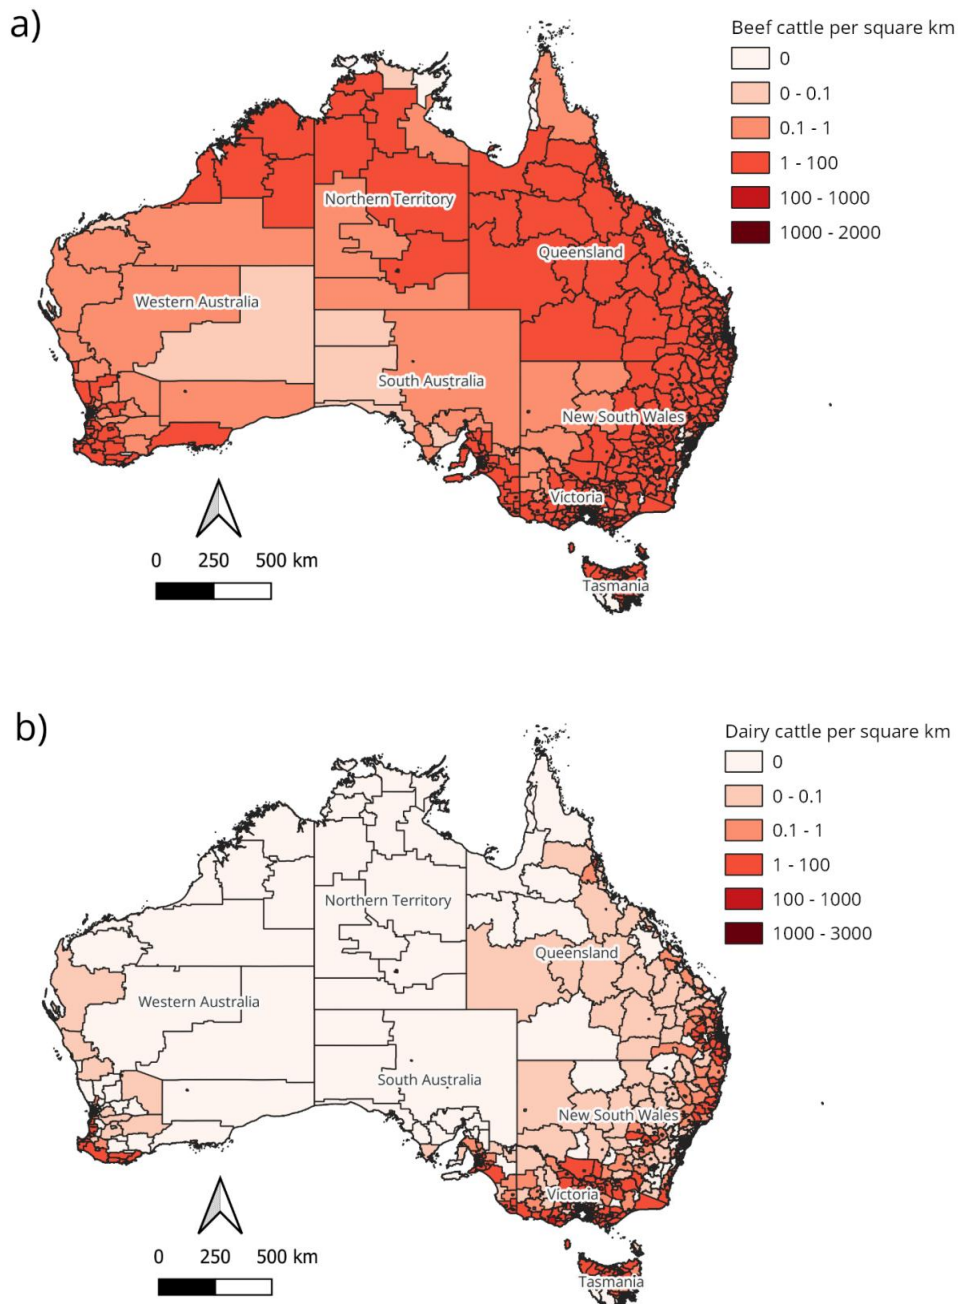 a)
Beef cattle per square km
0
0 - 0.1
0.1 - 1
1 - 100
100 - 1000
1000 - 2000
Northern Territory
Queensland
Western Australia
South Australia
New South Wales
Victoria
Tasmania
0 250 500 km
b)
Dairy cattle per square km
0
0 - 0.1
0.1 - 1
1 - 100
100 - 1000
1000 - 3000
Northern Territory
Queensland
Western Australia
South Australia
New South Wales
Victoria
Tasmania
0 250 500 km